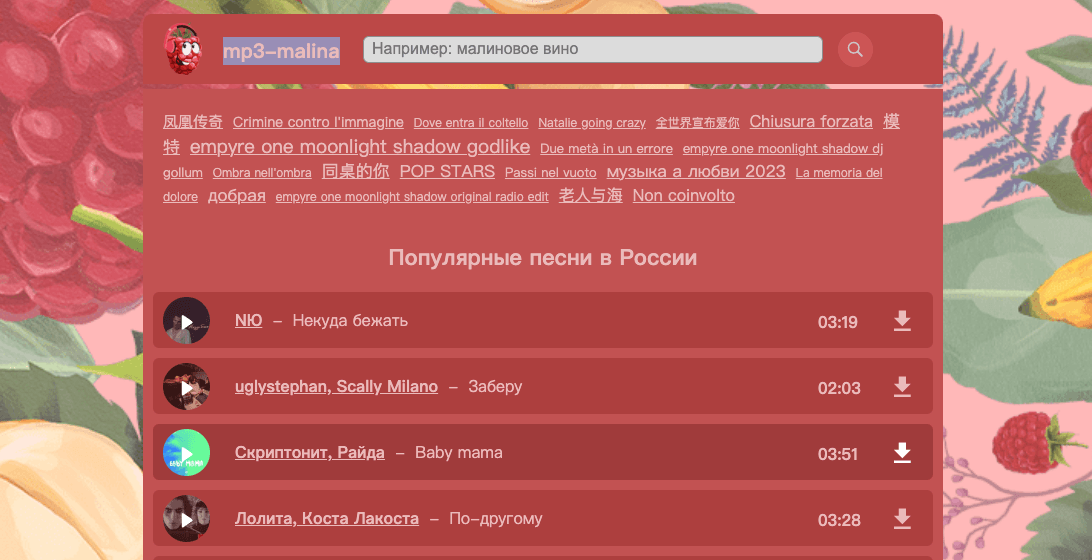 mp3-malina Например: малиновое вино
凤凰传奇 Crimine contro l'immagine Dove entra il coltello Natalie going crazy 全世界宣布爱你 Chiusura forzata 模
特 empyre one moonlight shadow godlike Due metà in un errore empyre one moonlight shadow dj
gollum Ombra nell'ombra 同桌的你 POP STARS Passi nel vuoto музыка а любви 2023 La memoria del
dolore добрая empyre one moonlight shadow original radio edit 老人与海 Non coinvolto
Популярные песни в России
NЮ – Некуда бежать 03:19
uglystephan, Scally Milano – Заберу 02:03
Скриптонит, Райда – Baby mama 03:51
BABY MAMA
Лолита, Коста Лакоста – По-другому 03:28